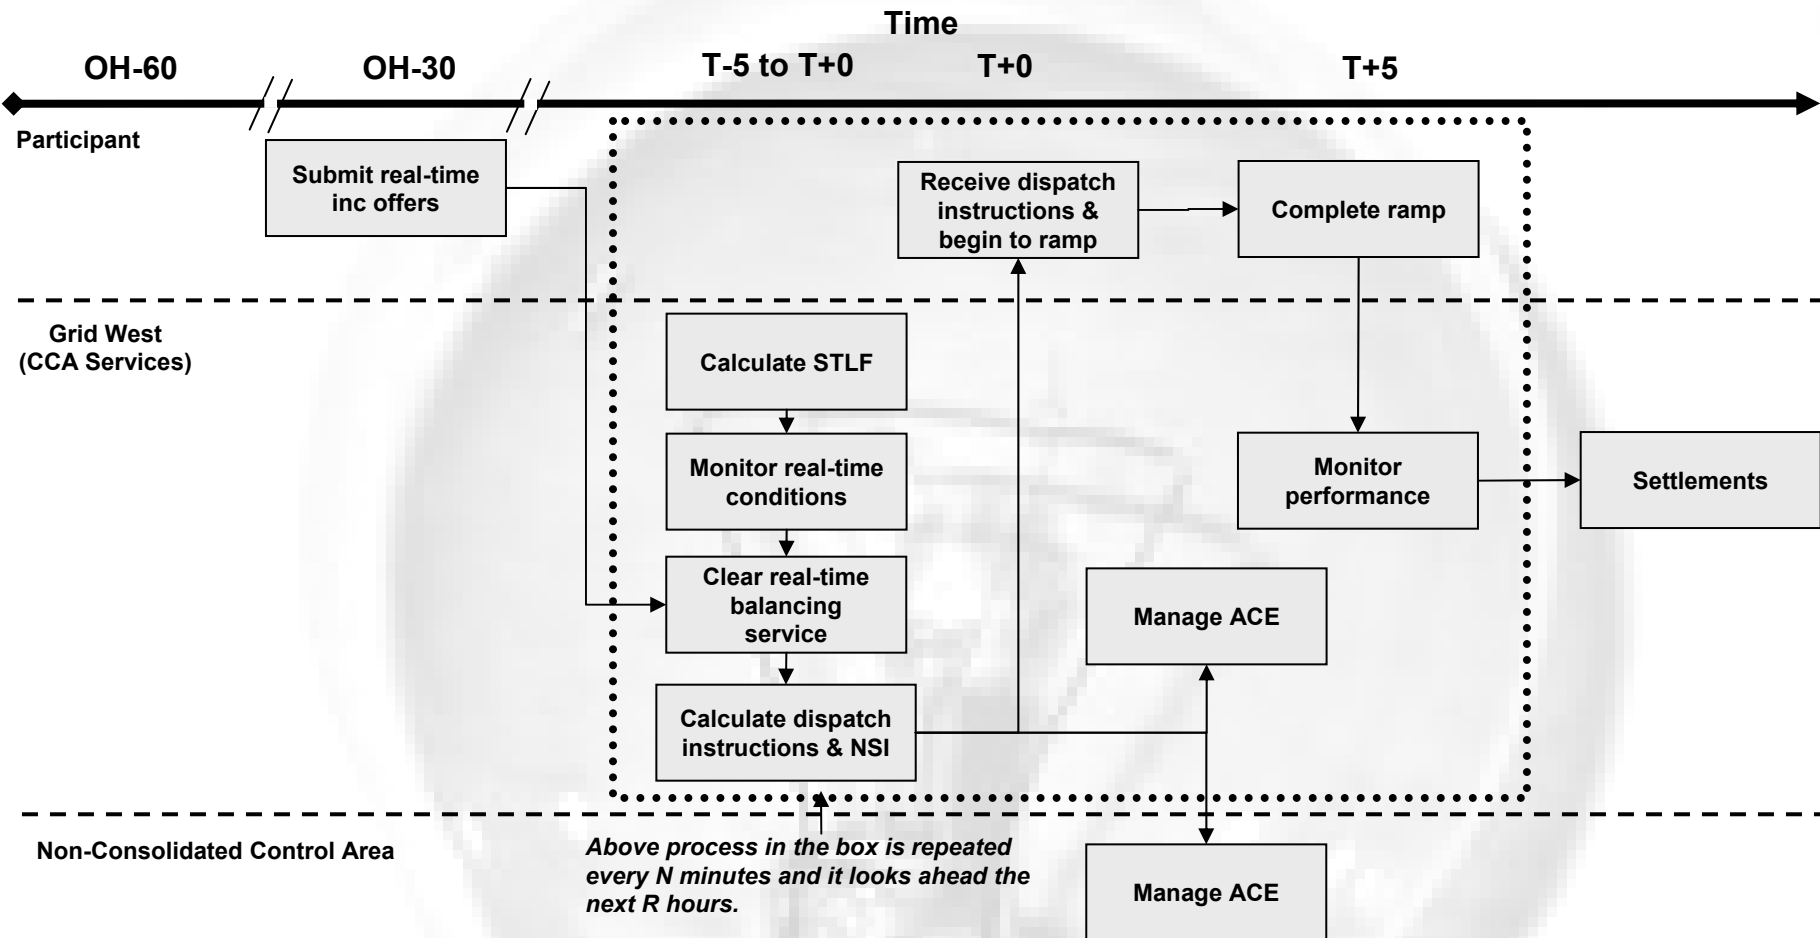 Time
OH-60
OH-30
T-5 to T+0
T+0
T+5
Participant
Submit real-time
inc offers
Receive dispatch
instructions &
begin to ramp
Complete ramp
Grid West
(CCA Services)
Calculate STLF
Monitor real-time
conditions
Clear real-time
balancing
service
Calculate dispatch
instructions & NSI
Monitor
performance
Settlements
Manage ACE
Non-Consolidated Control Area
Above process in the box is repeated
every N minutes and it looks ahead the
next R hours.
Manage ACE